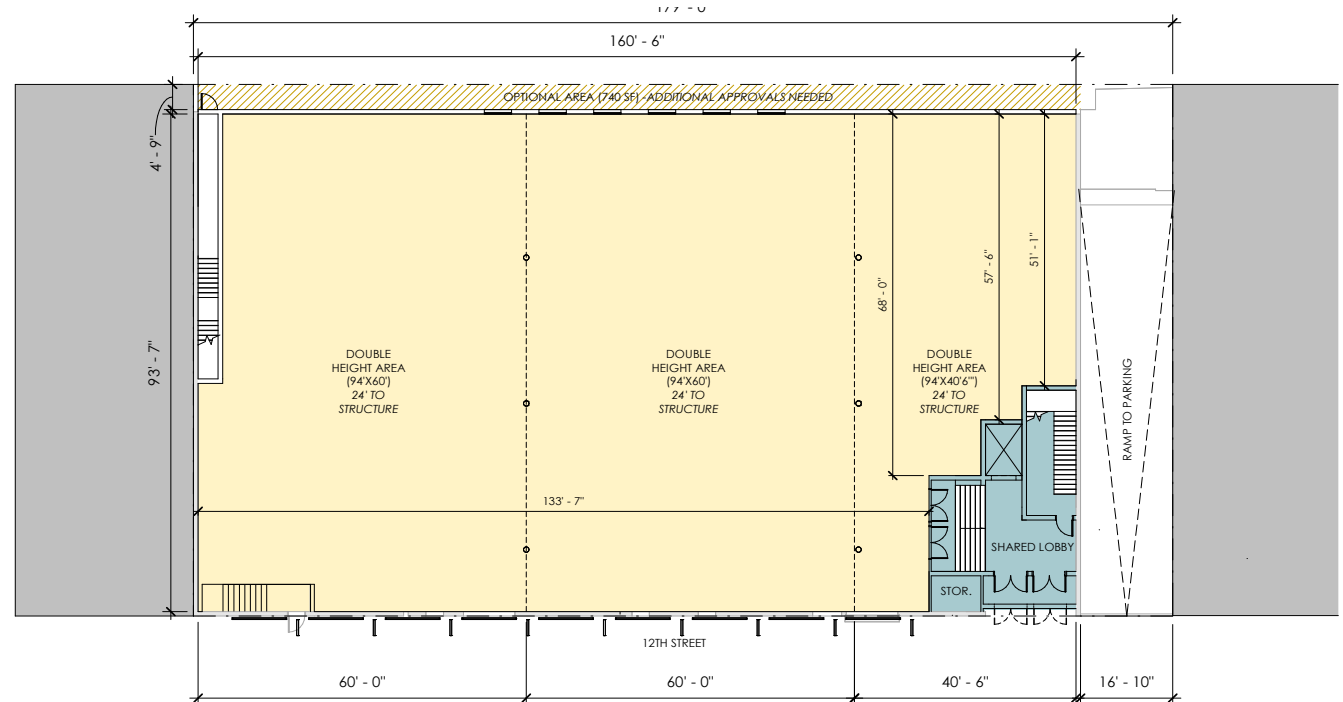 179' - 0"
160' - 6"
OPTIONAL AREA (740 SF) -ADDITIONAL APPROVALS NEEDED
4' - 9"
93' - 7"
68' - 0"
57' - 6"
51' - 1"
DOUBLE
HEIGHT AREA
(94'X60')
24' TO
STRUCTURE
DOUBLE
HEIGHT AREA
(94'X60')
24' TO
STRUCTURE
DOUBLE
HEIGHT AREA
(94'X40'6"')
24' TO
STRUCTURE
RAMP TO PARKING
133' - 7"
SHARED LOBBY
STOR.
12TH STREET
60' - 0"
60' - 0"
40' - 6"
16' - 10"